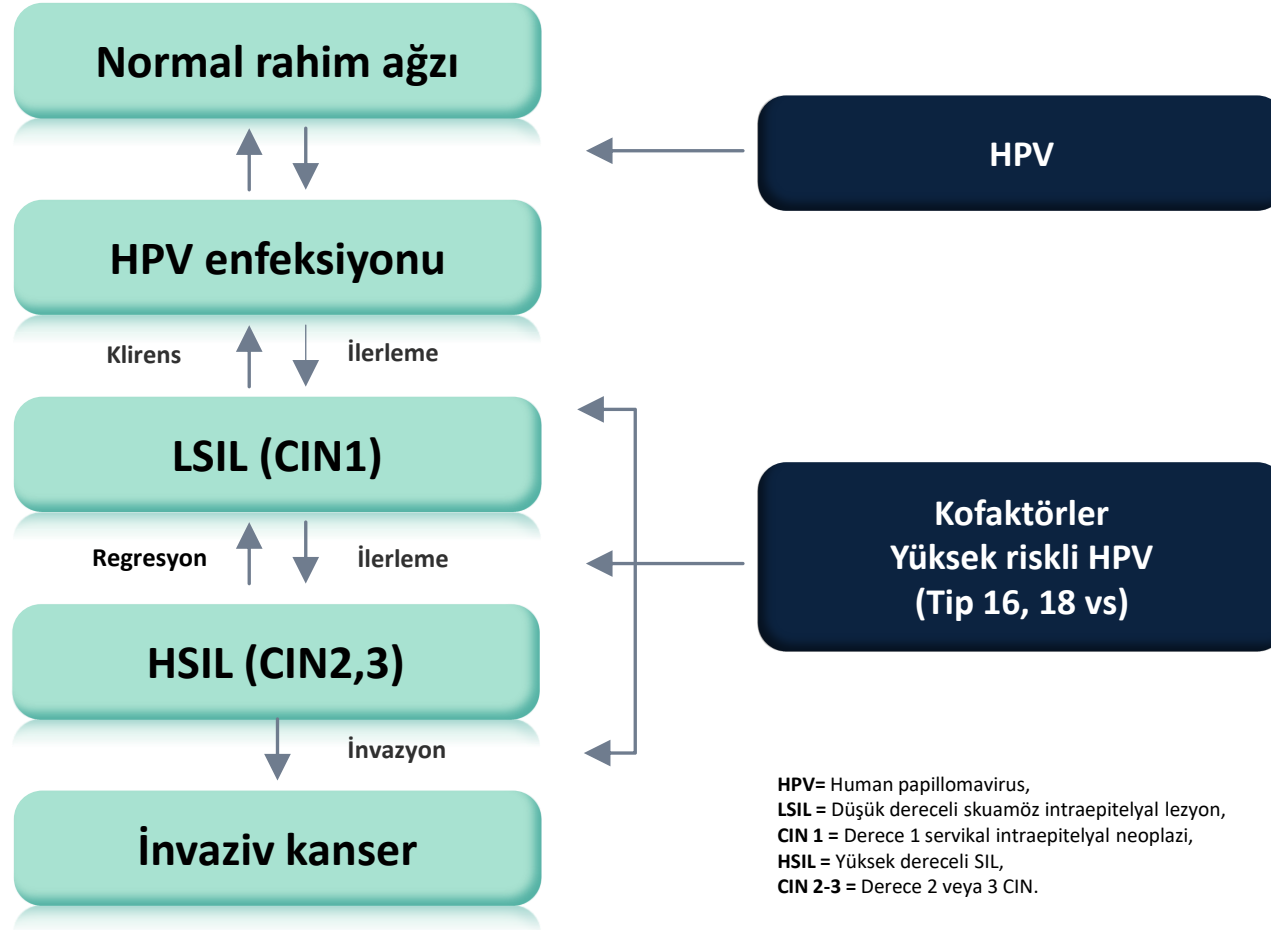 Normal rahim ağzı
HPV
HPV enfeksiyonu
Klirens
İlerleme
LSIL (CIN1)
Regresyon
İlerleme
Kofaktörler
Yüksek riskli HPV
(Tip 16, 18 vs)
HSIL (CIN2,3)
İnvazyon
İnvaziv kanser
HPV= Human papillomavirus,
LSIL = Düşük dereceli skuamöz intraepitelyal lezyon,
CIN 1 = Derece 1 servikal intraepitelyal neoplazi,
HSIL = Yüksek dereceli SIL,
CIN 2-3 = Derece 2 veya 3 CIN.